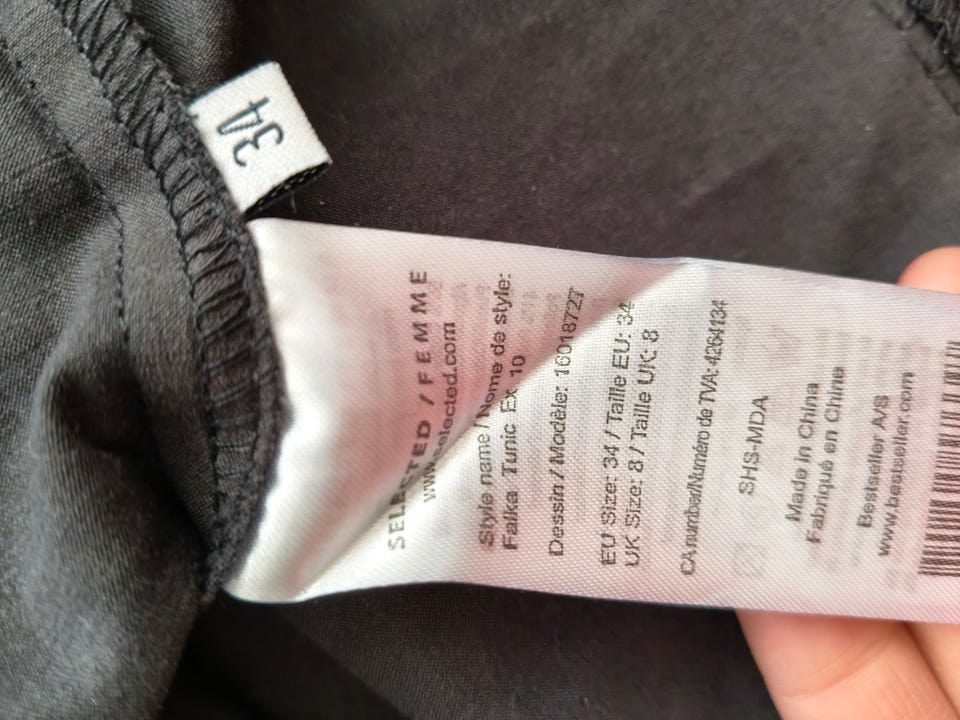 34
SELECTED / FEMME
www.selected.com
Style name / Nome de style:
Falka Tunic Ex 10
Dessin / Modèle: 16018727
EU Size: 34 / Taille EU: 34
UK Size: 8 / Taille UK: 8
CA number/Numéro de TVA: 4264134
SHS-MDA
Made in China
Fabriqué en Chine
Bestseller A/S
www.bestseller.com